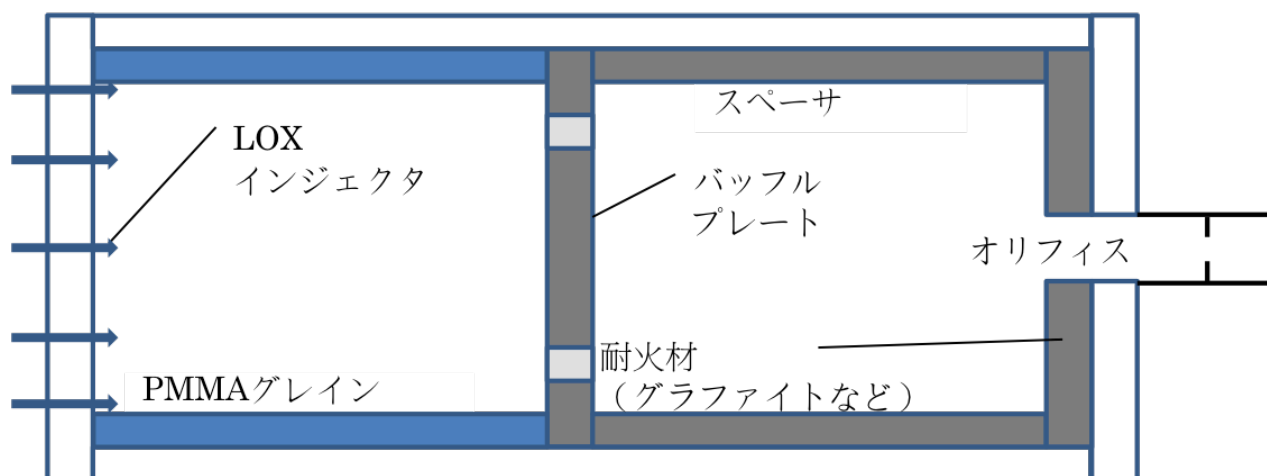 スペーサ
LOX
インジェクタ
バッフル
プレート
オリフィス
耐火材
（グラファイトなど）
PMMAグレイン